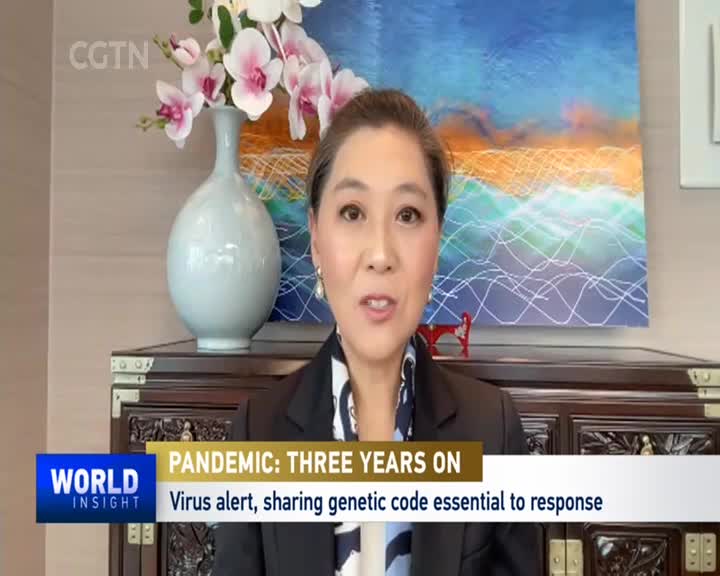 CGTN
PANDEMIC: THREE YEARS ON
WORLD
INSIGHT
Virus alert, sharing genetic code essential to response